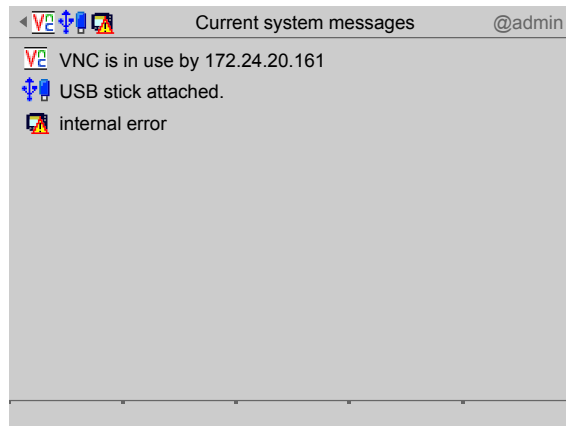 Current system messages @admin
VNC is in use by 172.24.20.161
USB stick attached.
internal error